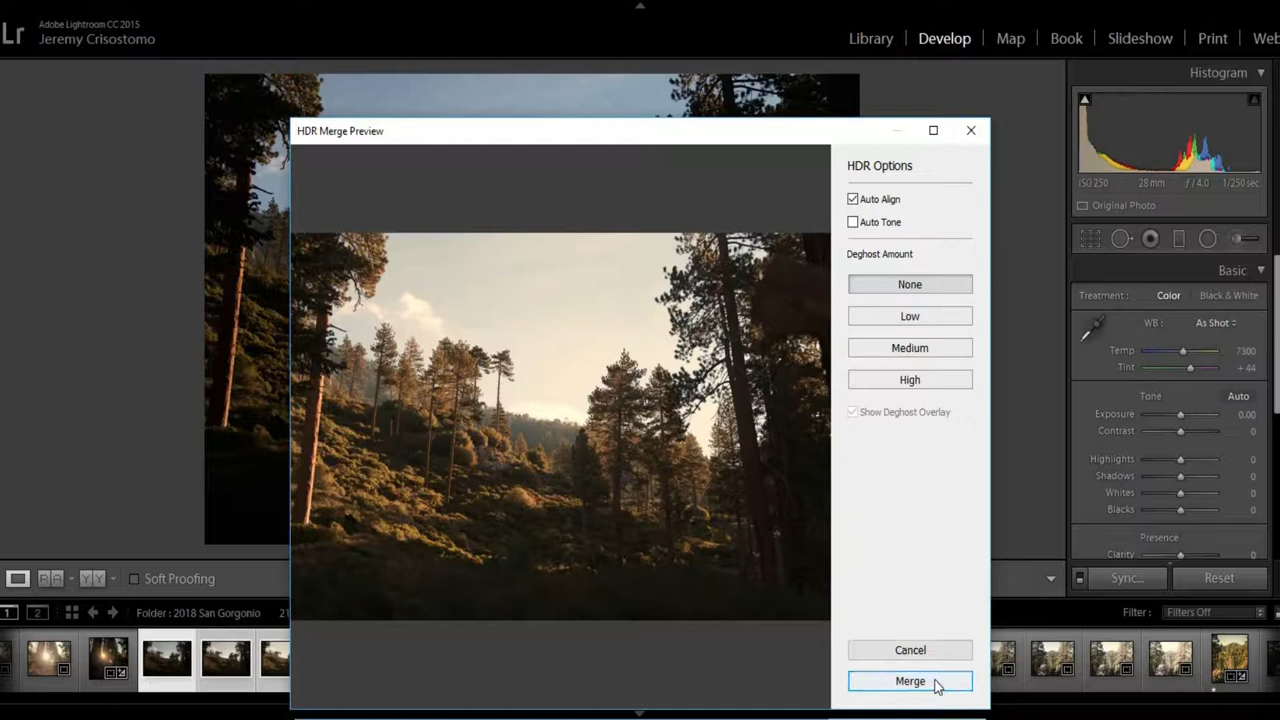 Lr
Adobe Lightroom CC 2015
Jeremy Crisostomo
Library Develop Map Book Slideshow Print Web
Histogram
ISO 250 28 mm ƒ / 4.0 1/250 sec
Original Photo
Basic
Treatment : Color Black & White
WB : As Shot
Temp 7300
Tint + 44
Tone Auto
Exposure 0.00
Contrast 0
Highlights 0
Shadows 0
Whites 0
Blacks 0
Presence
Clarity 0
Sync... Reset
HDR Merge Preview
HDR Options
Auto Align
Auto Tone
Deghost Amount
None
Low
Medium
High
Show Deghost Overlay
Cancel
Merge
R A Y Y Soft Proofing
1 2 Folder : 2018 San Gorgonio
Filter : Filters Off